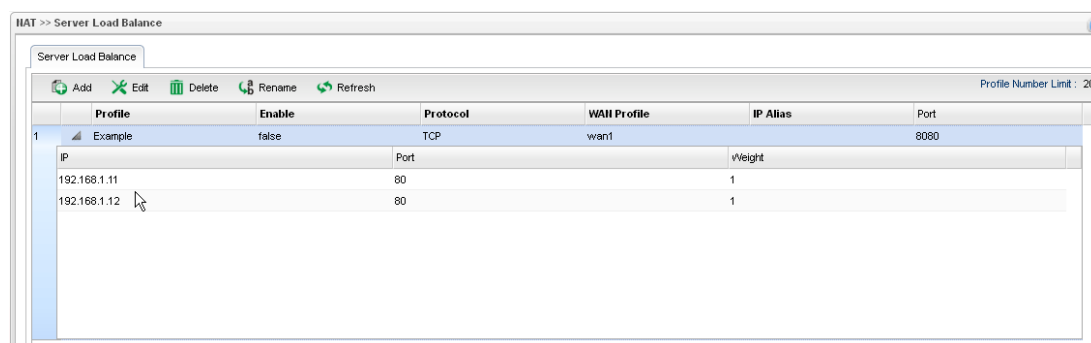 NAT >> Server Load Balance
Server Load Balance
Add Edit Delete Rename Refresh Profile Number Limit :
Profile Enable Protocol WAN Profile IP Alias Port
1 Example false TCP wan1 8080
IP Port Weight
192.168.1.11 80 1
192.168.1.12 80 1